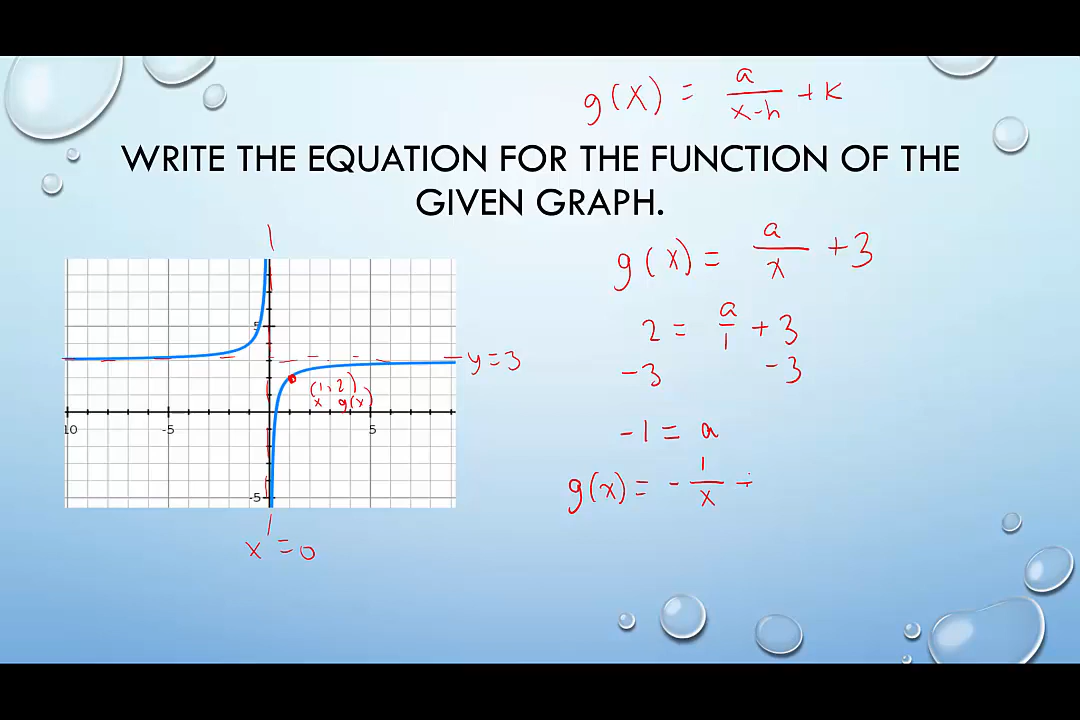 g(x) = a/(x-h) + k
WRITE THE EQUATION FOR THE FUNCTION OF THE
GIVEN GRAPH.
g(x) = a/x + 3
5
2 = a/1 + 3
y = 3
-3 -3
(1, 2)
x g(x)
10 -5 5
-1 = a
g(x) = - 1/x +
-5
x = 0